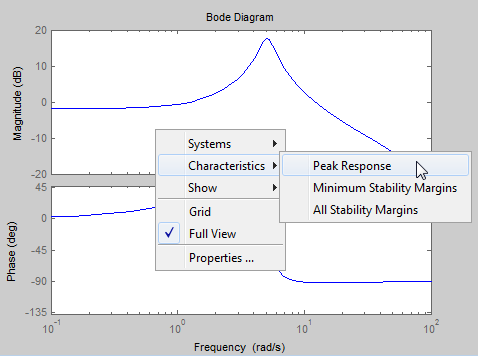 Bode Diagram
Magnitude (dB)
20
10
0
-10
-20
Systems
Characteristics
Show
Grid
Full View
Properties ...
Peak Response
Minimum Stability Margins
All Stability Margins
Phase (deg)
45
0
-45
-90
-135
10^-1
10^0
10^1
10^2
Frequency (rad/s)